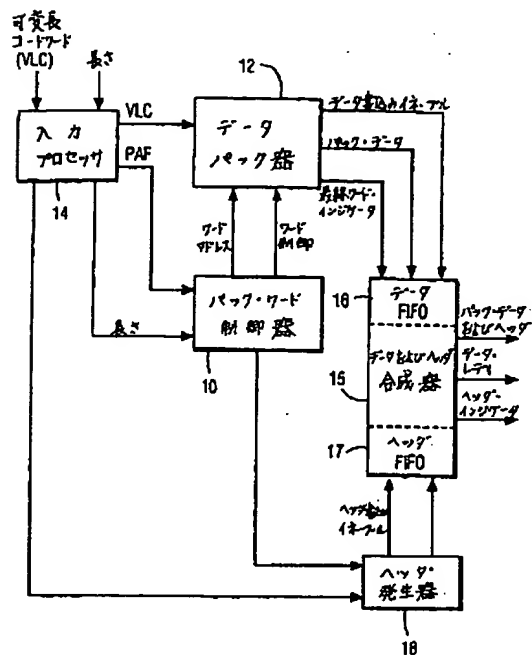 可変長
コードワード
(VLC)
長さ
入力
プロセッサ
14
VLC
PAF
12
データ
パック器
データ書込みイネーブル
パック・データ
最終ワード・
インジケータ
ワード
アドレス
ワード
制御
パック・ワード
制御器
10
長さ
16
データ
FIFO
データおよびヘッダ
合成器
15
17
ヘッダ
FIFO
パック・データ
およびヘッダ
データ・
レディ
ヘッダ・
インジケータ
ヘッダ書込み
イネーブル
ヘッダ
発生器
18